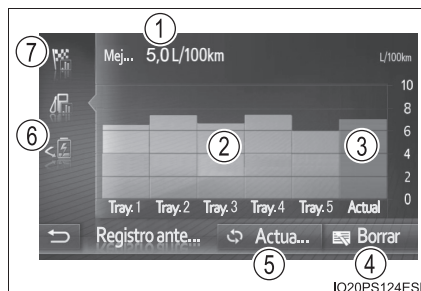 1
7
Mej... 5,0 L/100km
L/100km
10
8
6
4
2
0
6
2
3
Tray.1 Tray.2 Tray.3 Tray.4 Tray.5 Actual
Registro ante... Actua... Borrar
5
4
IO20PS124ESI